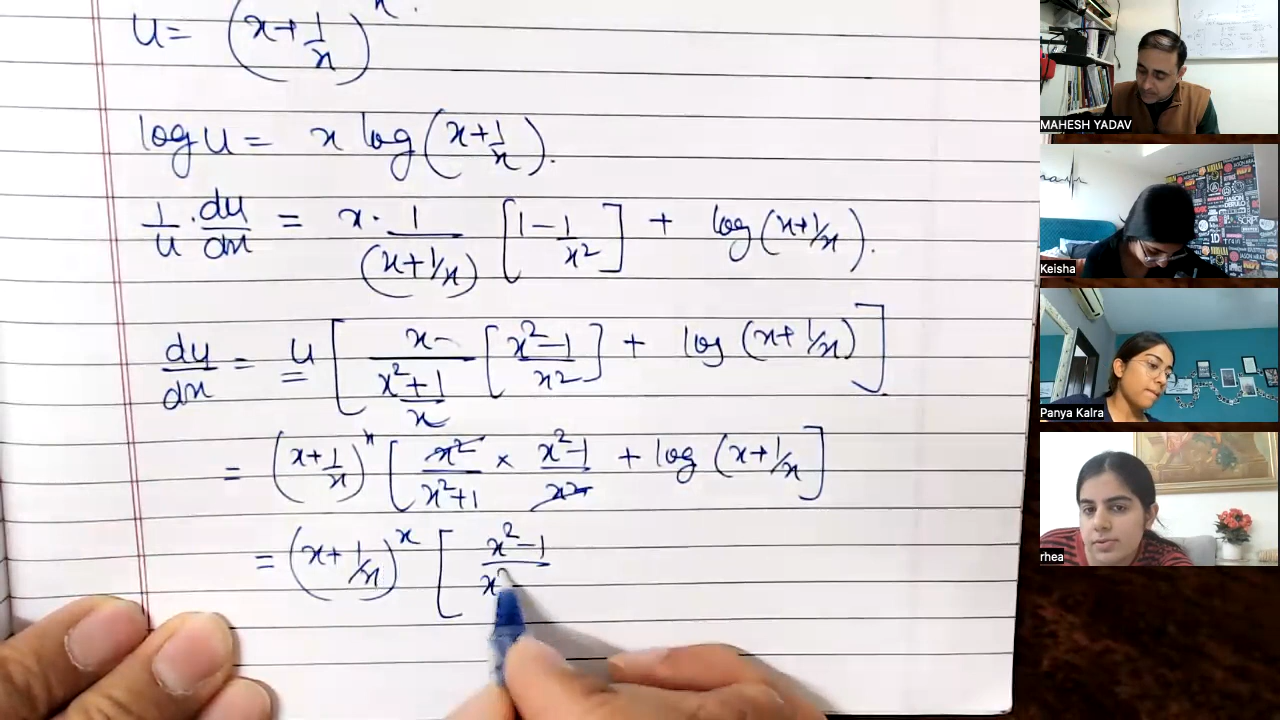 u = (x+1/x)^x.
log u = x log(x+1/x).
1/u . du/dx = x. 1/(x+1/x) [1 - 1/x²] + log(x+1/x).
du/dx = u [ x/((x²+1)/x) [(x²-1)/x²] + log (x+1/x) ]
= (x+1/x)^x [ x²/(x²+1) × (x²-1)/x² + log (x+1/x ]
= (x+1/x)^x [ (x²-1)/x²
MAHESH YADAV
Keisha
Panya Kalra
rhea